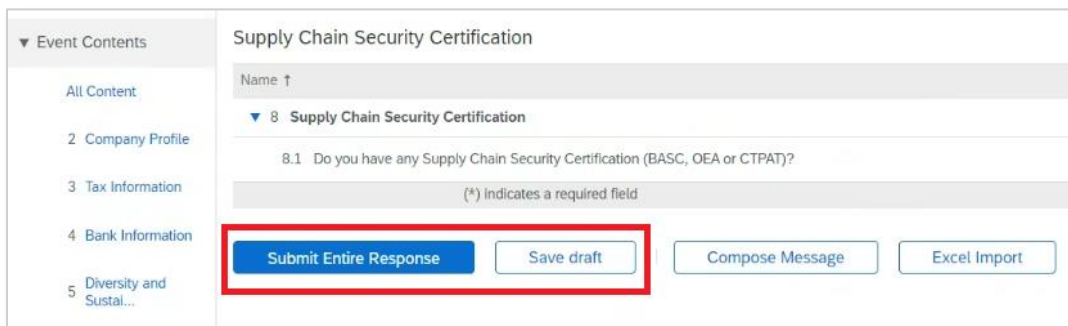 ▼ Event Contents
All Content
2 Company Profile
3 Tax Information
4 Bank Information
5 Diversity and
Sustai...
Supply Chain Security Certification
Name ↑
▼ 8 Supply Chain Security Certification
8.1 Do you have any Supply Chain Security Certification (BASC, OEA or CTPAT)?
(*) indicates a required field
Submit Entire Response Save draft Compose Message Excel Import